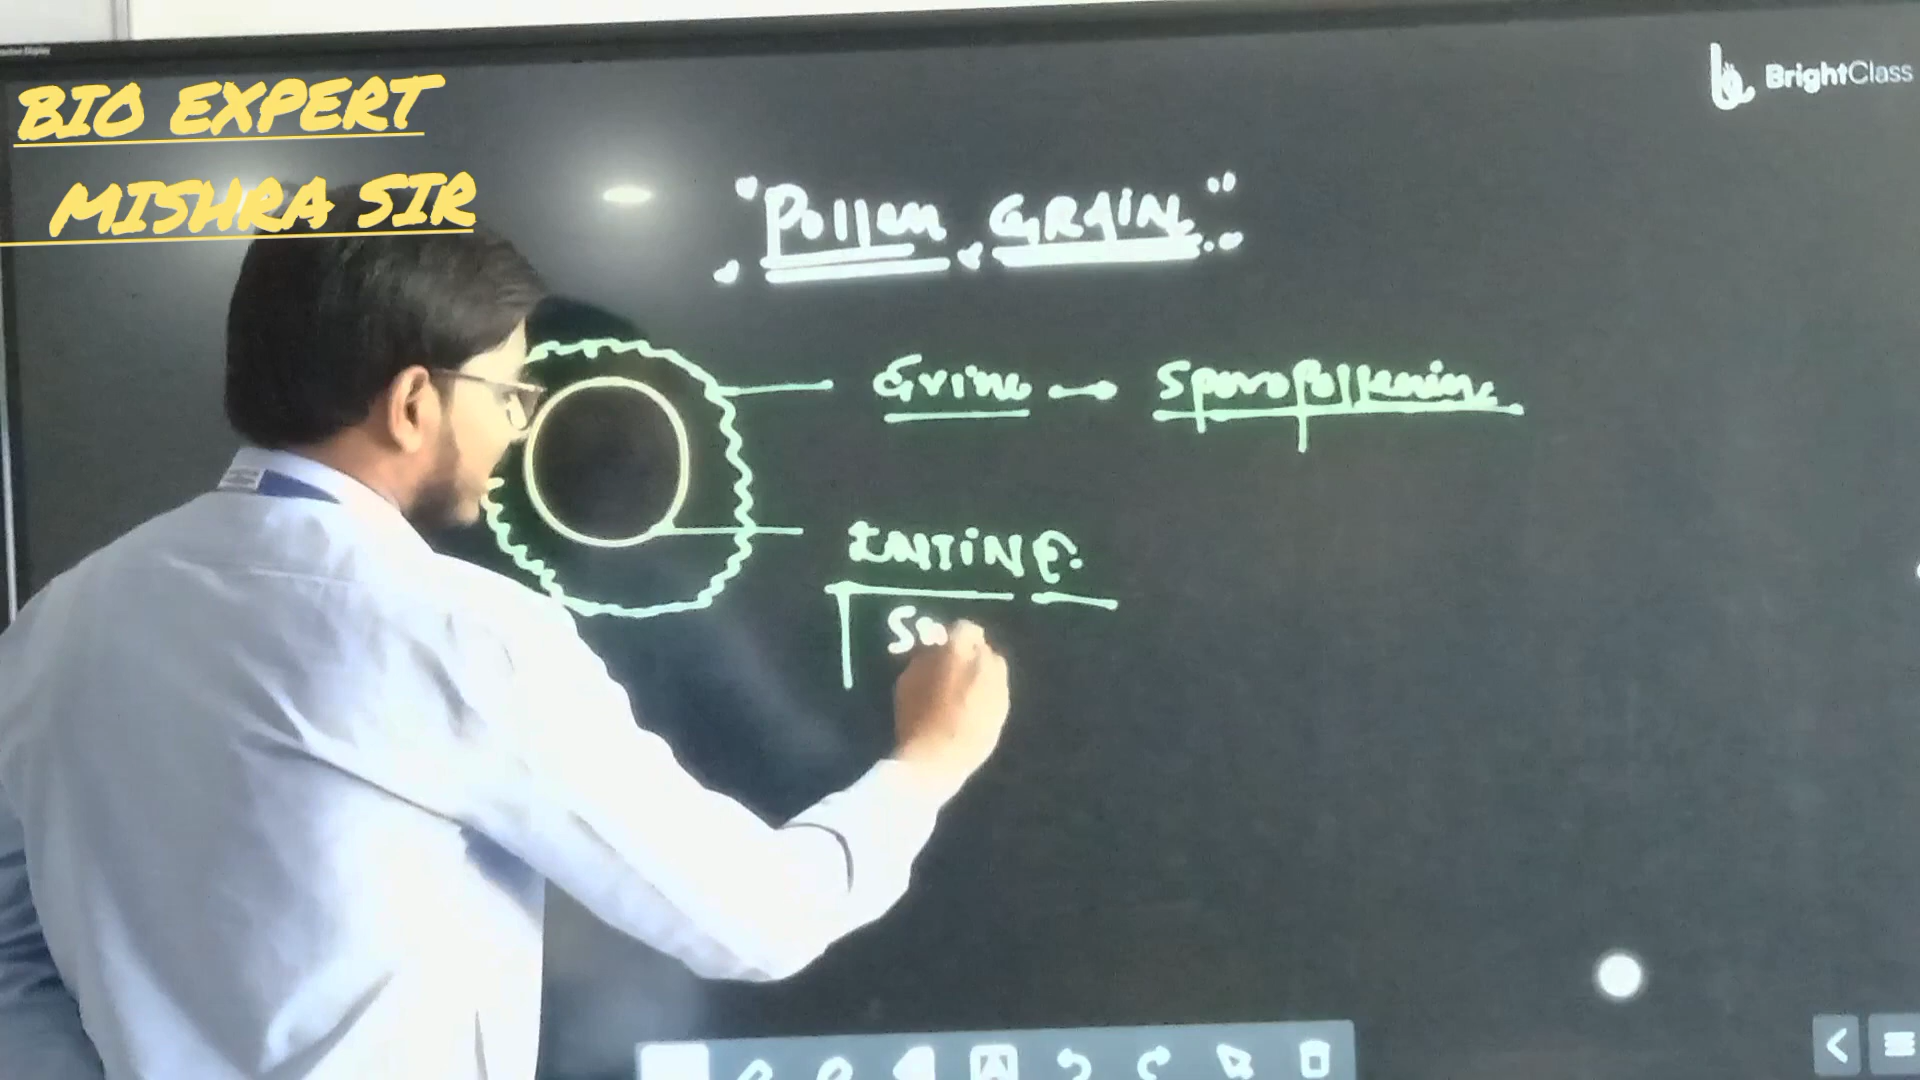 BIO EXPERT
MISHRA SIR
BrightClass
"Pollen GRAIN"
Exine → Sporopollenin
INTINE